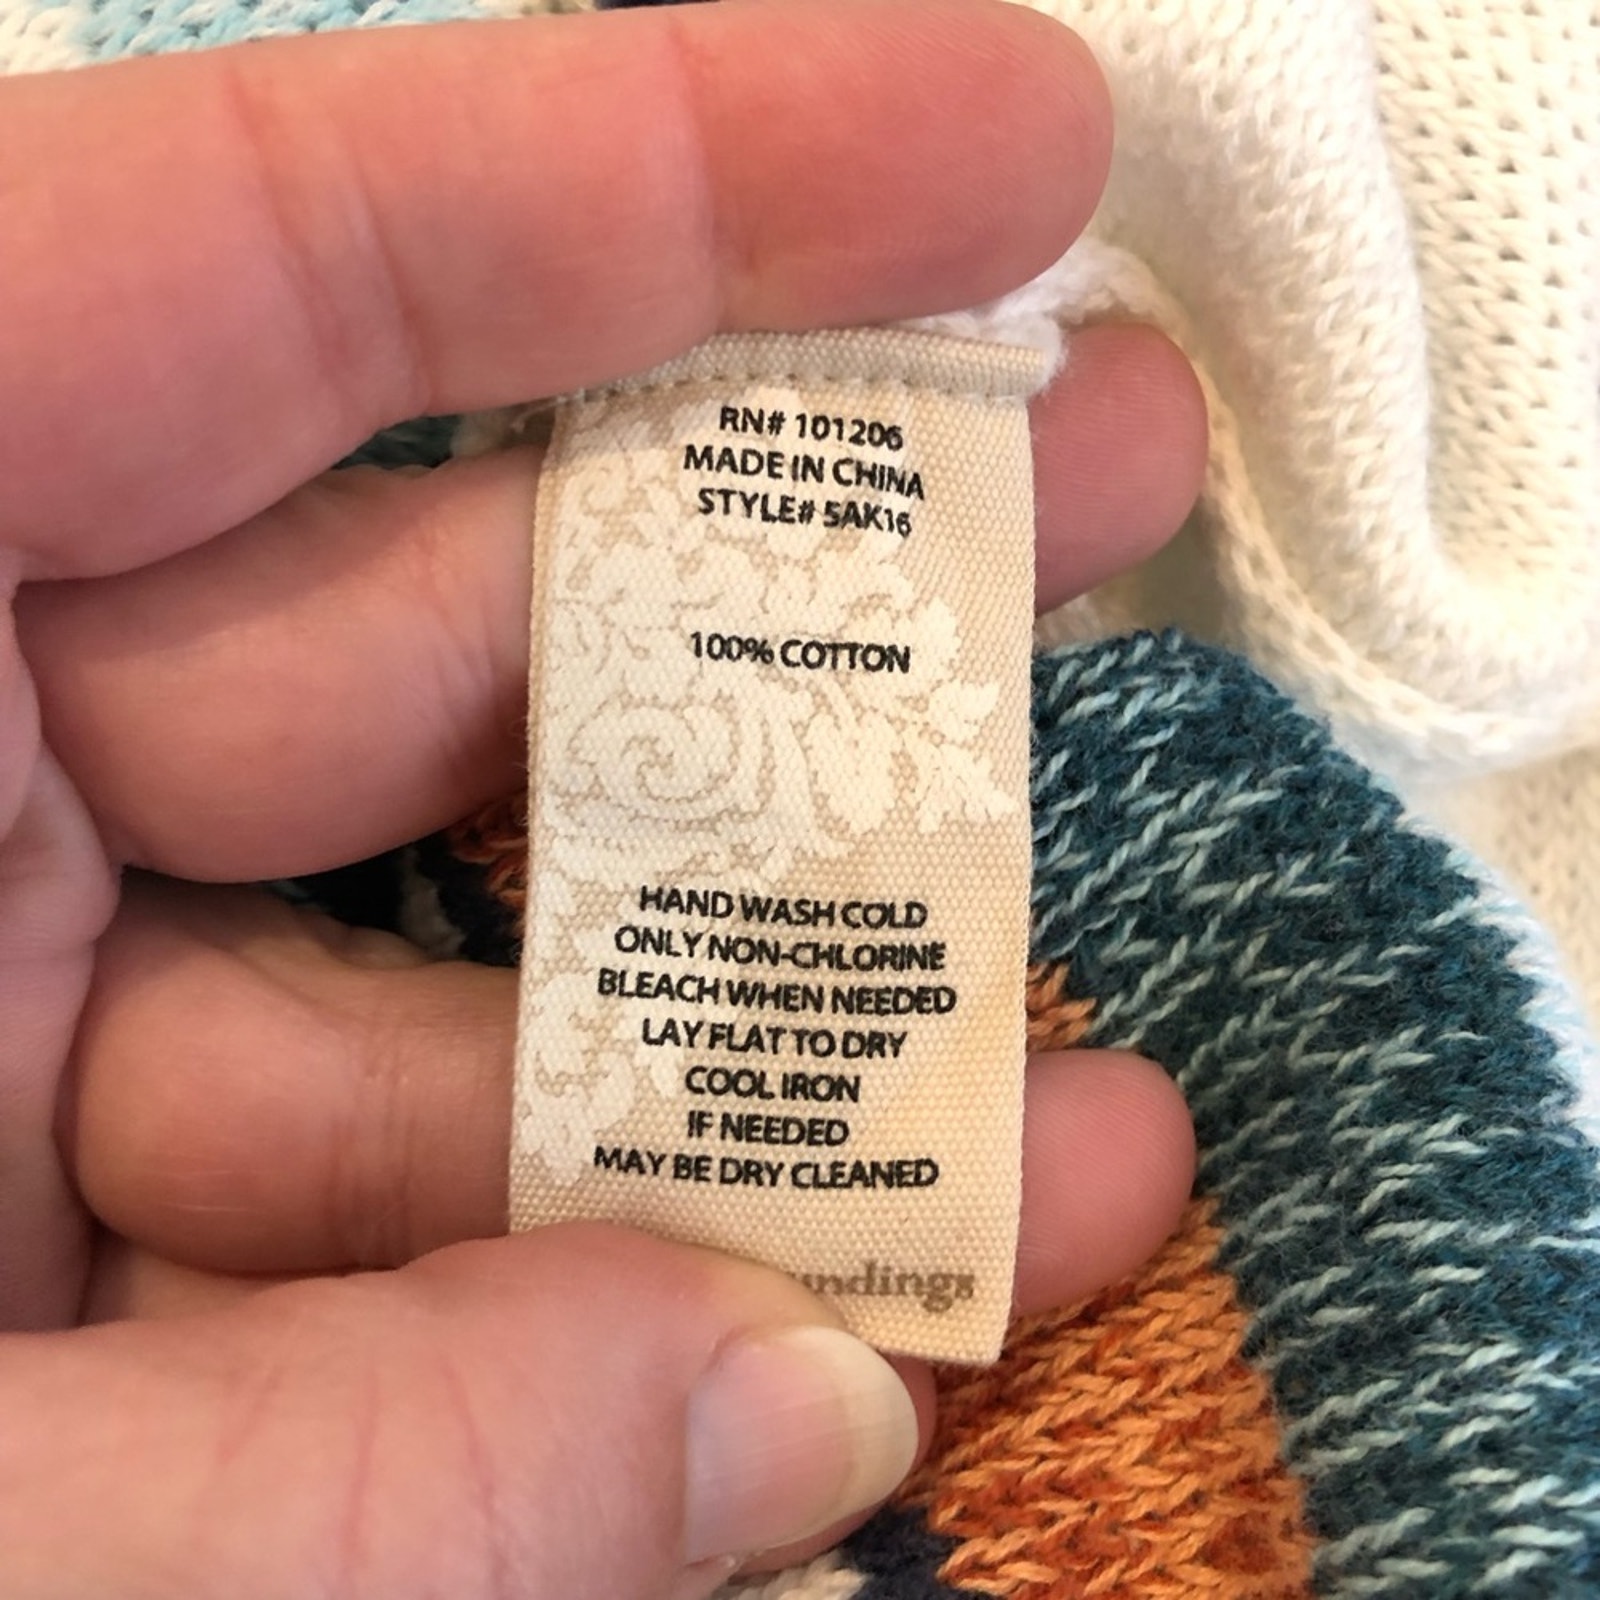 RN# 101206
MADE IN CHINA
STYLE# 5AK16
100% COTTON
HAND WASH COLD
ONLY NON-CHLORINE
BLEACH WHEN NEEDED
LAY FLAT TO DRY
COOL IRON
IF NEEDED
MAY BE DRY CLEANED